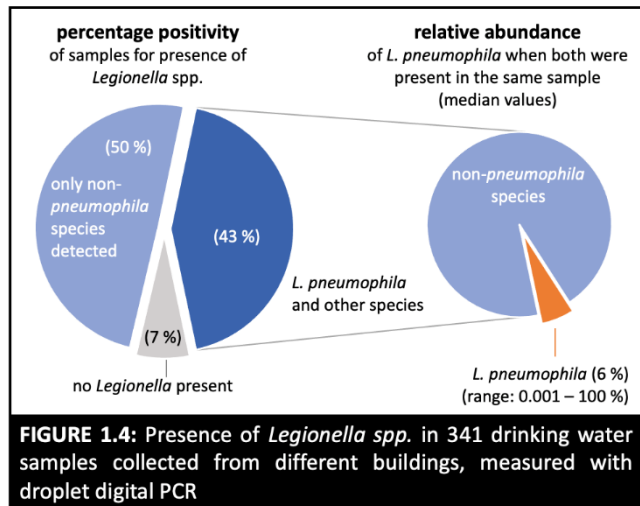 percentage positivity
of samples for presence of
Legionella spp.
relative abundance
of L. pneumophila when both were
present in the same sample
(median values)
(50 %)
only non-
pneumophila
species
detected
(43 %)
(7 %)
no Legionella present
L. pneumophila
and other species
non-pneumophila
species
L. pneumophila (6 %)
(range: 0.001 – 100 %)
FIGURE 1.4: Presence of Legionella spp. in 341 drinking water
samples collected from different buildings, measured with
droplet digital PCR